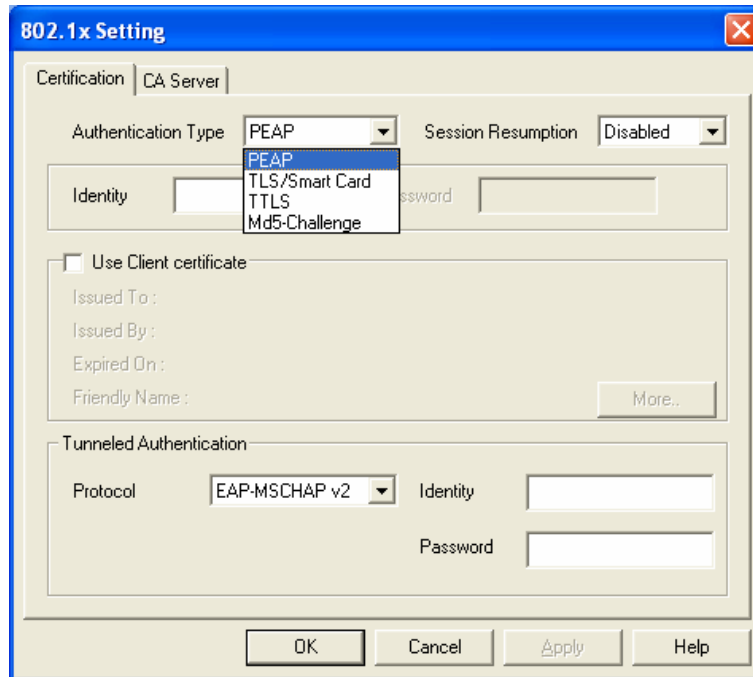 802.1x Setting
Certification CA Server
Authentication Type PEAP Session Resumption Disabled
PEAP
TLS/Smart Card
TTLS
Md5-Challenge
Identity ssword
Use Client certificate
Issued To :
Issued By :
Expired On :
Friendly Name :
More..
Tunneled Authentication
Protocol EAP-MSCHAP v2 Identity
Password
OK Cancel Apply Help